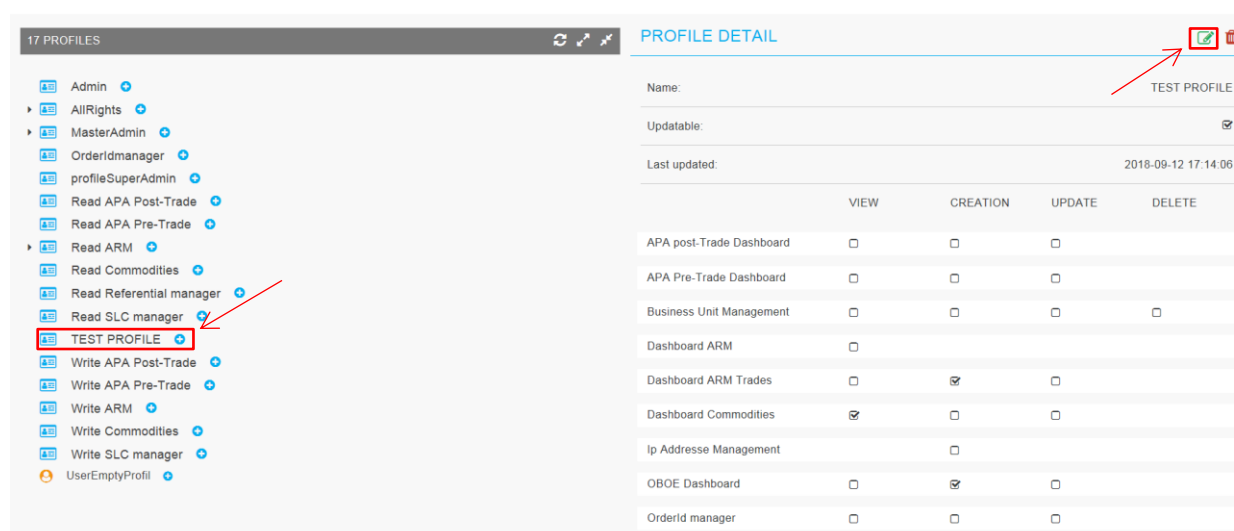 17 PROFILES
Admin
AllRights
MasterAdmin
OrderIdmanager
profileSuperAdmin
Read APA Post-Trade
Read APA Pre-Trade
Read ARM
Read Commodities
Read Referential manager
Read SLC manager
TEST PROFILE
Write APA Post-Trade
Write APA Pre-Trade
Write ARM
Write Commodities
Write SLC manager
UserEmptyProfil
PROFILE DETAIL
Name: TEST PROFILE
Updatable:
Last updated: 2018-09-12 17:14:06
VIEW CREATION UPDATE DELETE
APA post-Trade Dashboard
APA Pre-Trade Dashboard
Business Unit Management
Dashboard ARM
Dashboard ARM Trades
Dashboard Commodities
Ip Addresse Management
OBOE Dashboard
OrderId manager